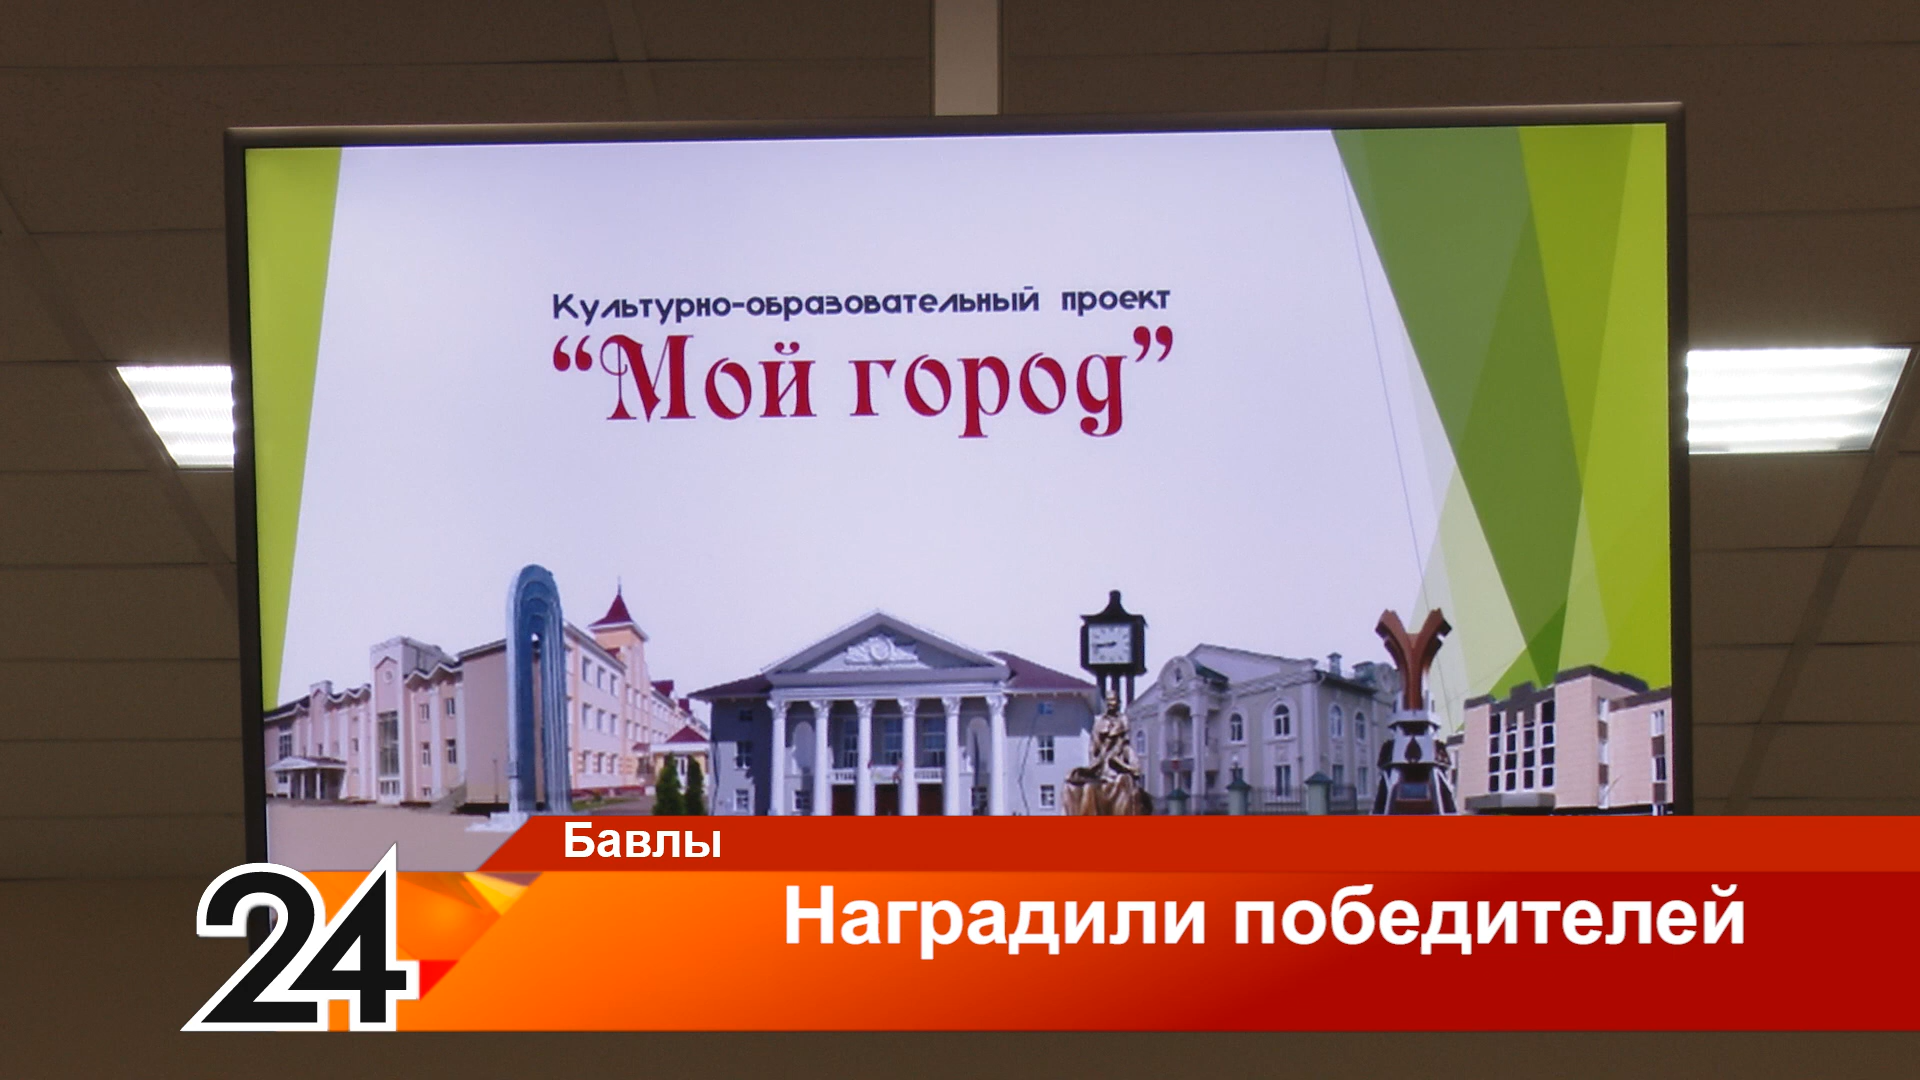 Культурно-образовательный проект
“Мой город”
Бавлы
24
Наградили победителей